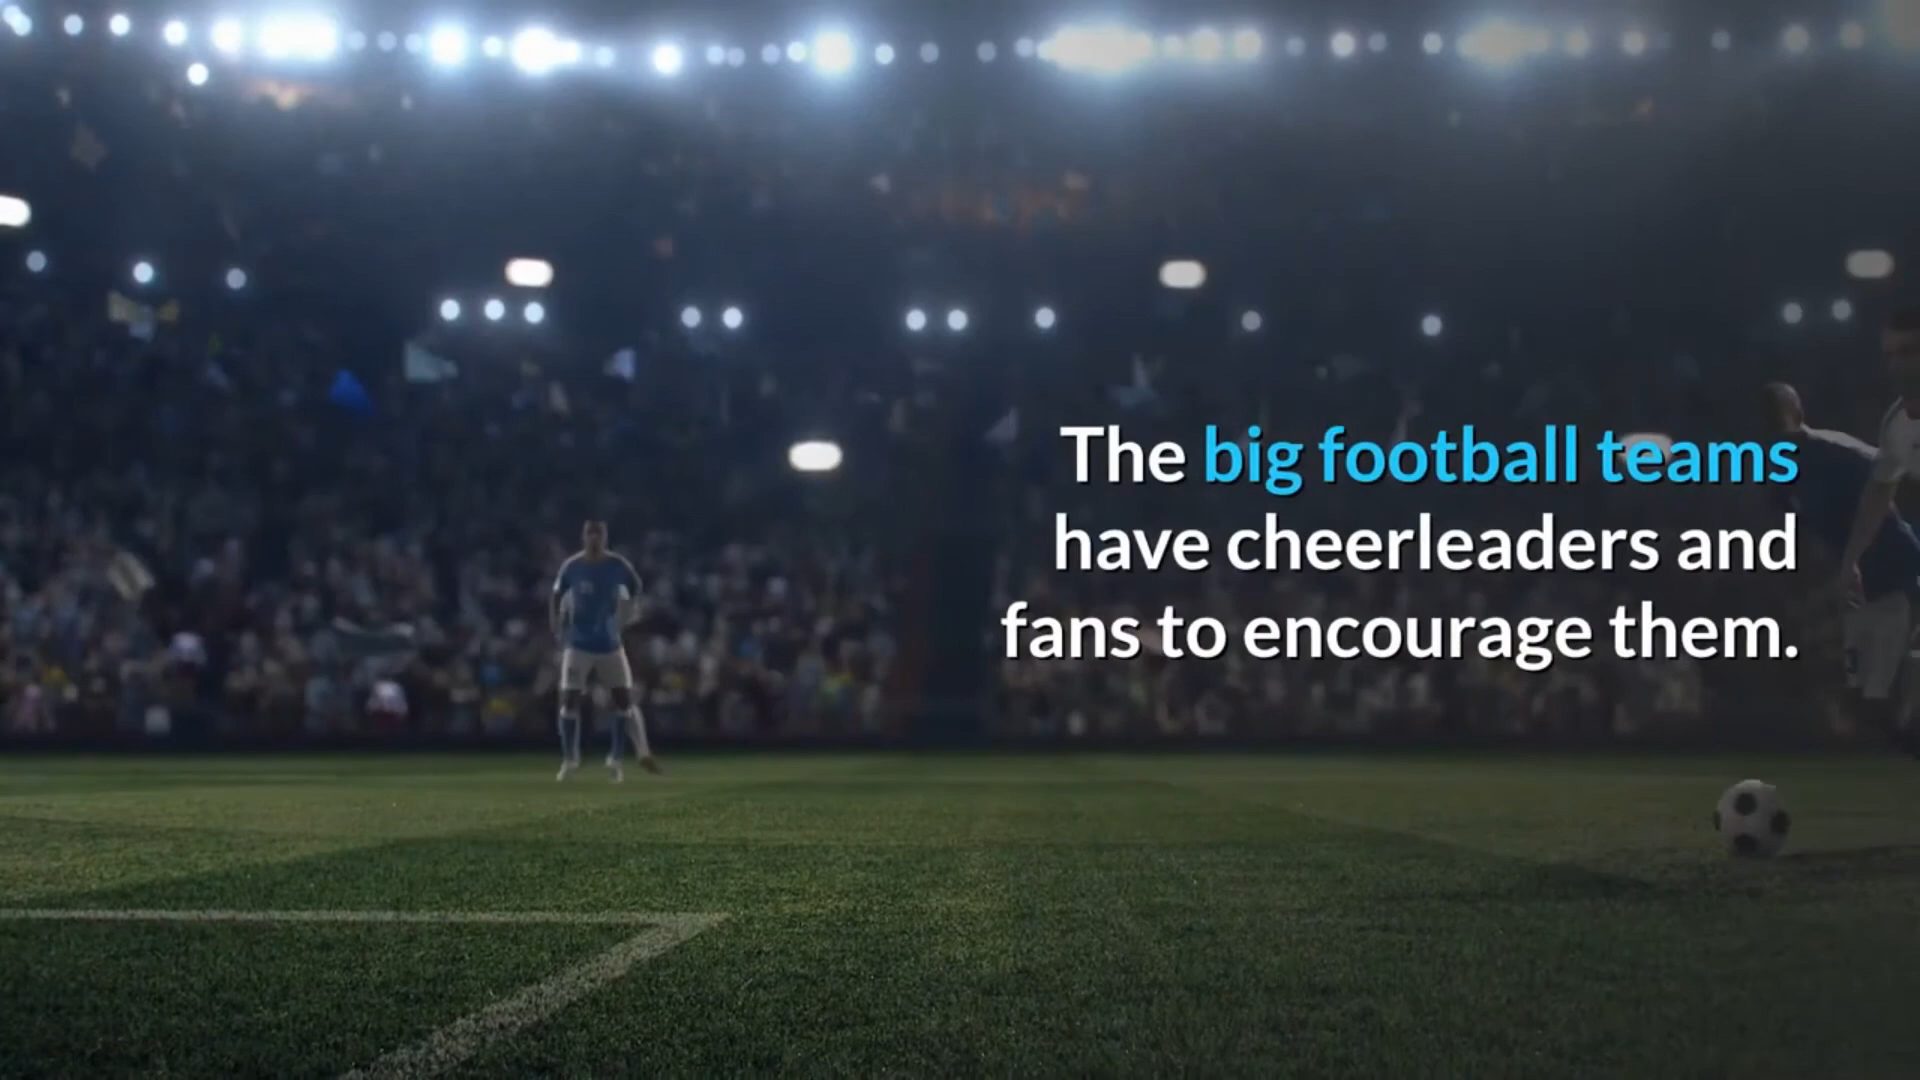 The big football teams
have cheerleaders and
fans to encourage them.